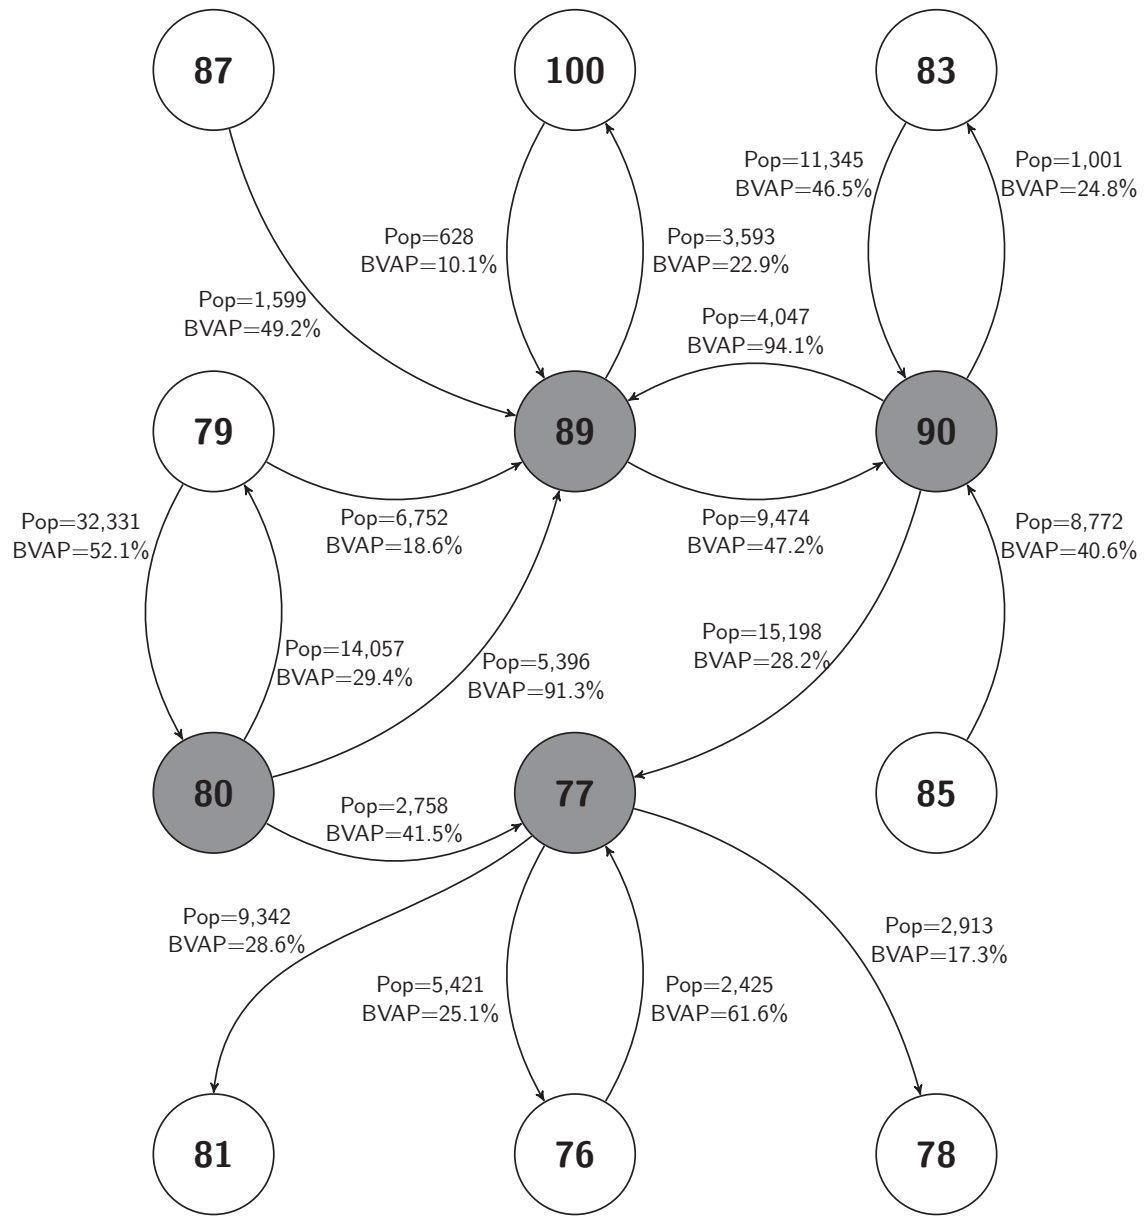 87
100
83
Pop=11,345
BVAP=46.5%
Pop=1,001
BVAP=24.8%
Pop=628
BVAP=10.1%
Pop=3,593
BVAP=22.9%
Pop=1,599
BVAP=49.2%
Pop=4,047
BVAP=94.1%
79
89
90
Pop=32,331
BVAP=52.1%
Pop=6,752
BVAP=18.6%
Pop=9,474
BVAP=47.2%
Pop=8,772
BVAP=40.6%
Pop=14,057
BVAP=29.4%
Pop=5,396
BVAP=91.3%
Pop=15,198
BVAP=28.2%
80
77
85
Pop=2,758
BVAP=41.5%
Pop=9,342
BVAP=28.6%
Pop=5,421
BVAP=25.1%
Pop=2,425
BVAP=61.6%
Pop=2,913
BVAP=17.3%
81
76
78